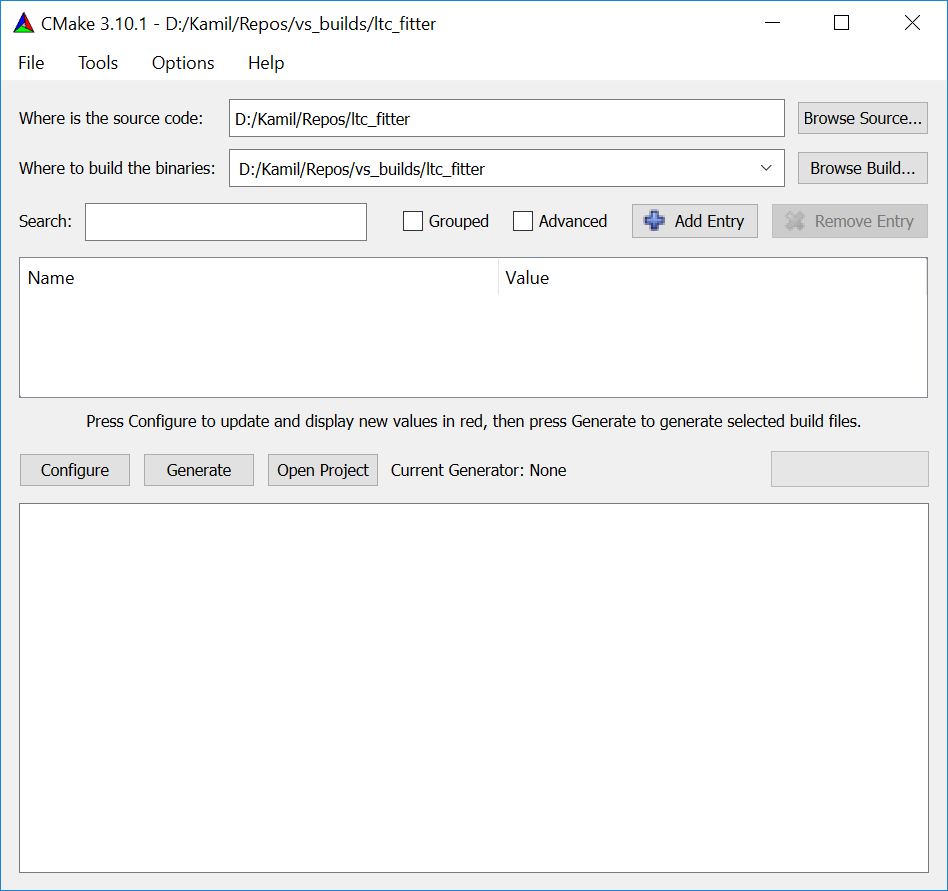 CMake 3.10.1 - D:/Kamil/Repos/vs_builds/ltc_fitter
File Tools Options Help
Where is the source code: D:/Kamil/Repos/ltc_fitter Browse Source...
Where to build the binaries: D:/Kamil/Repos/vs_builds/ltc_fitter Browse Build...
Search: Grouped Advanced Add Entry Remove Entry
Name Value
Press Configure to update and display new values in red, then press Generate to generate selected build files.
Configure Generate Open Project Current Generator: None